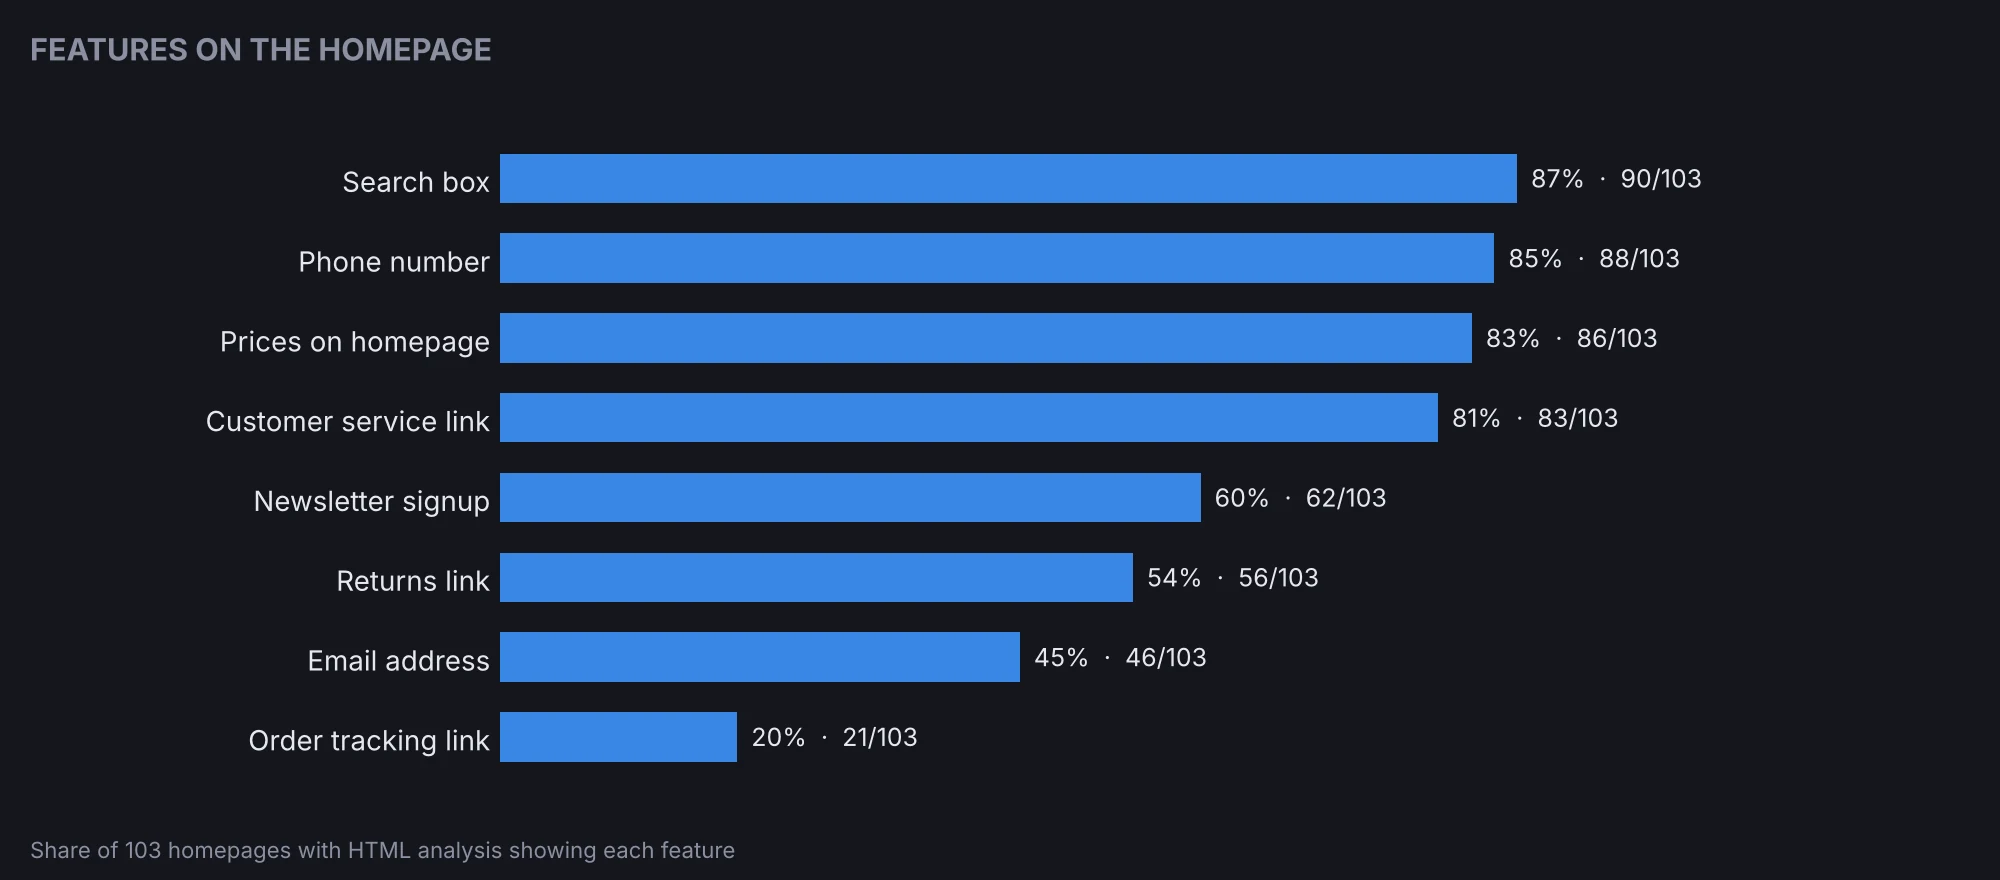 FEATURES ON THE HOMEPAGE
Search box 87% · 90/103
Phone number 85% · 88/103
Prices on homepage 83% · 86/103
Customer service link 81% · 83/103
Newsletter signup 60% · 62/103
Returns link 54% · 56/103
Email address 45% · 46/103
Order tracking link 20% · 21/103
Share of 103 homepages with HTML analysis showing each feature